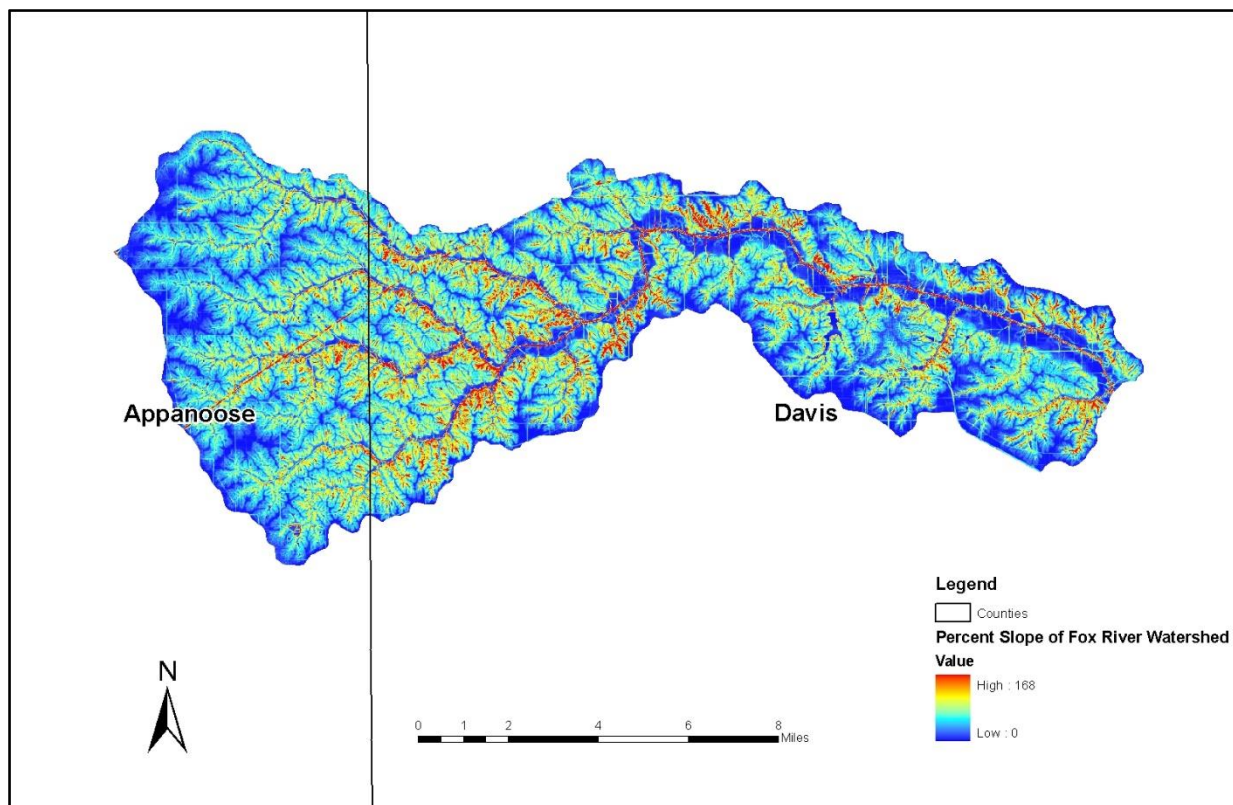 Appanoose
Davis
Legend
Counties
Percent Slope of Fox River Watershed
Value
High : 168
Low : 0
N
0 1 2 4 6 8
Miles